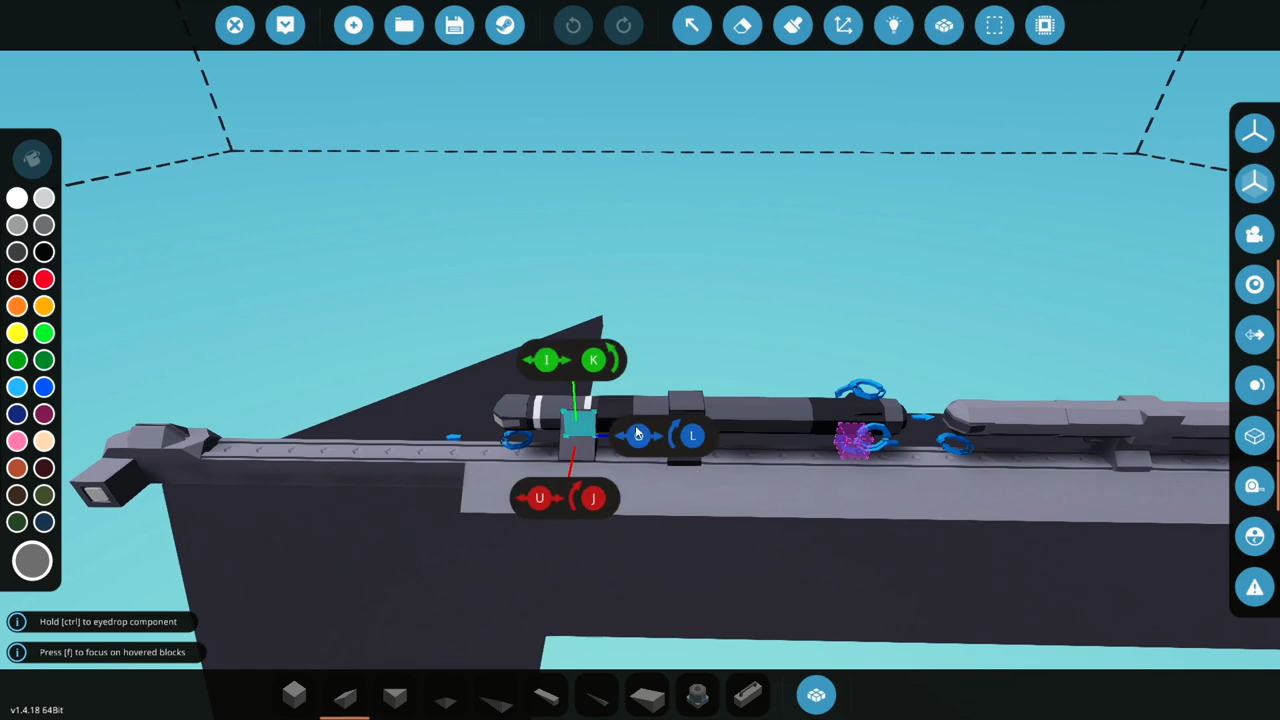 I K
L
U J
Hold [ctrl] to eyedrop component
Press [f] to focus on hovered blocks
v1.4.18 64Bit